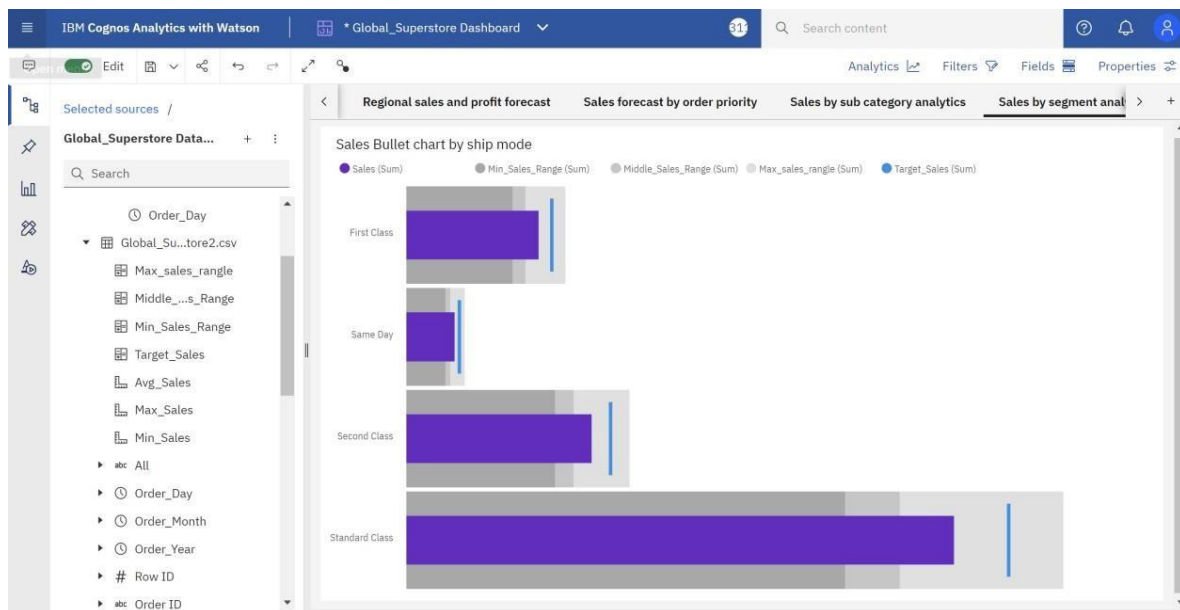 IBM Cognos Analytics with Watson
* Global_Superstore Dashboard
Search content
Edit
Analytics
Filters
Fields
Properties
Selected sources /
Global_Superstore Data...
Search
Order_Day
Global_Su...tore2.csv
Max_sales_rangle
Middle_...s_Range
Min_Sales_Range
Target_Sales
Avg_Sales
Max_Sales
Min_Sales
abc All
Order_Day
Order_Month
Order_Year
# Row ID
abc Order ID
Regional sales and profit forecast
Sales forecast by order priority
Sales by sub category analytics
Sales by segment anal
Sales Bullet chart by ship mode
Sales (Sum)
Min_Sales_Range (Sum)
Middle_Sales_Range (Sum)
Max_sales_rangle (Sum)
Target_Sales (Sum)
First Class
Same Day
Second Class
Standard Class